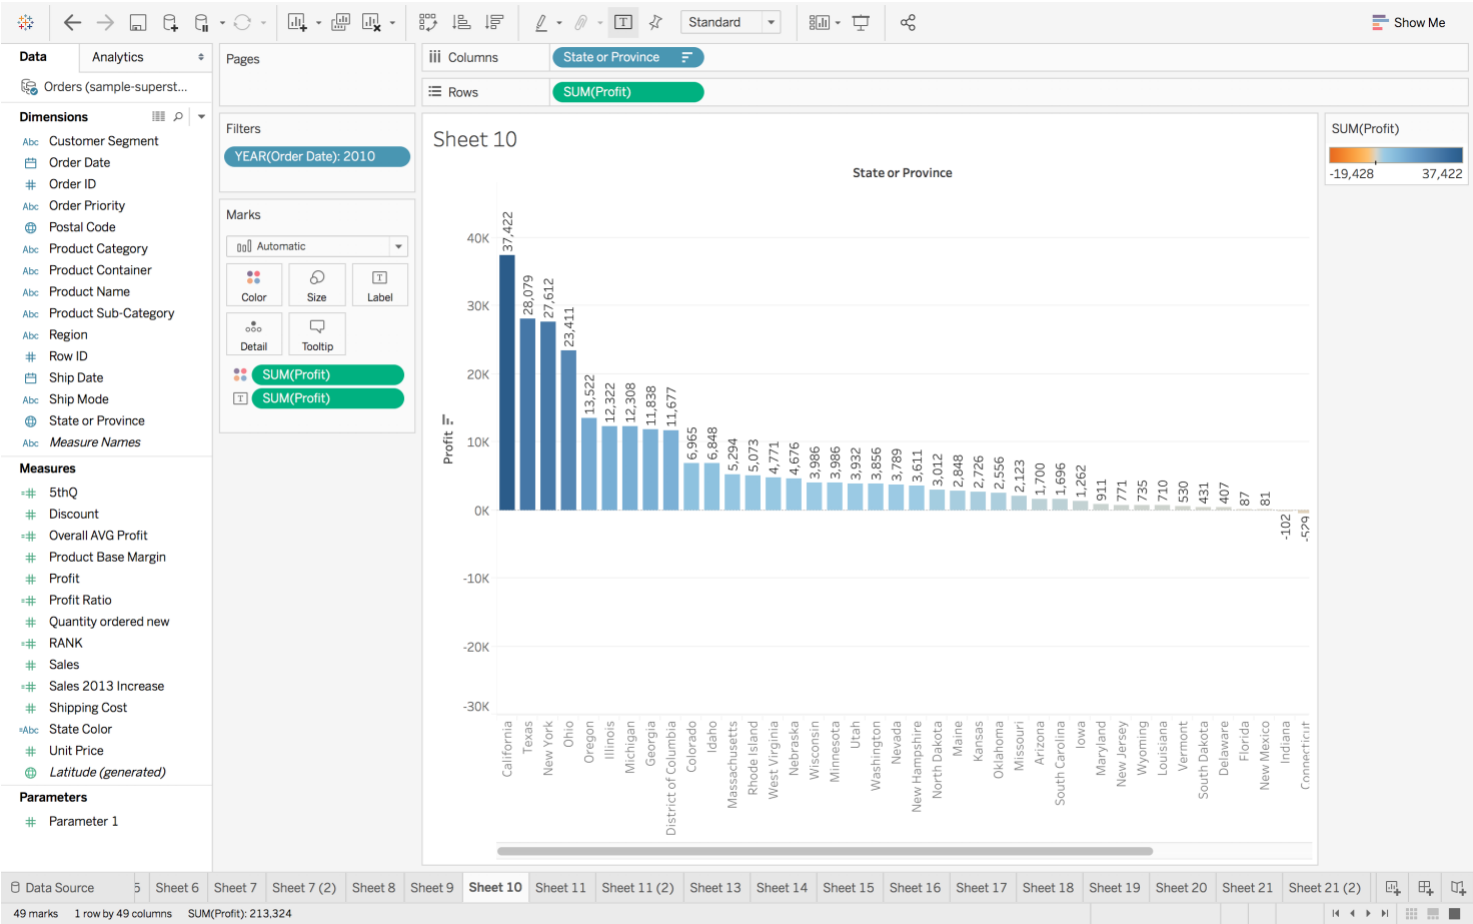 Standard
Show Me
Data
Analytics
Orders (sample-superst...
Dimensions
Abc Customer Segment
Order Date
# Order ID
Abc Order Priority
Postal Code
Abc Product Category
Abc Product Container
Abc Product Name
Abc Product Sub-Category
Abc Region
# Row ID
Ship Date
Abc Ship Mode
State or Province
Abc Measure Names
Measures
=# 5thQ
# Discount
=# Overall AVG Profit
# Product Base Margin
# Profit
=# Profit Ratio
# Quantity ordered new
=# RANK
# Sales
=# Sales 2013 Increase
# Shipping Cost
=Abc State Color
# Unit Price
Latitude (generated)
Parameters
# Parameter 1
Pages
Filters
YEAR(Order Date): 2010
Marks
Automatic
Color
Size
T
Label
Detail
Tooltip
SUM(Profit)
T SUM(Profit)
Columns
State or Province
Rows
SUM(Profit)
Sheet 10
State or Province
Profit
40K
30K
20K
10K
0K
-10K
-20K
-30K
37,422
28,079
27,612
23,411
13,522
12,322
12,308
11,838
11,677
6,965
6,848
5,294
5,073
4,771
4,676
3,986
3,986
3,932
3,856
3,789
3,611
3,012
2,848
2,726
2,556
2,123
1,700
1,696
1,262
911
771
735
710
530
431
407
87
81
-102
-529
California
Texas
New York
Ohio
Oregon
Illinois
Michigan
Georgia
District of Columbia
Colorado
Idaho
Massachusetts
Rhode Island
West Virginia
Nebraska
Wisconsin
Minnesota
Utah
Washington
Nevada
New Hampshire
North Dakota
Maine
Kansas
Oklahoma
Missouri
Arizona
South Carolina
Iowa
Maryland
New Jersey
Wyoming
Louisiana
Vermont
South Dakota
Delaware
Florida
New Mexico
Indiana
Connecticut
SUM(Profit)
-19,428
37,422
Data Source
5
Sheet 6
Sheet 7
Sheet 7 (2)
Sheet 8
Sheet 9
Sheet 10
Sheet 11
Sheet 11 (2)
Sheet 13
Sheet 14
Sheet 15
Sheet 16
Sheet 17
Sheet 18
Sheet 19
Sheet 20
Sheet 21
Sheet 21 (2)
49 marks
1 row by 49 columns
SUM(Profit): 213,324